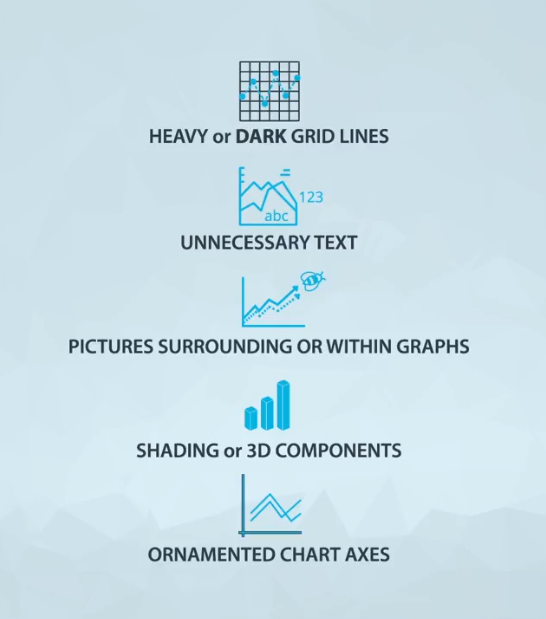 HEAVY or DARK GRID LINES
123
abc
UNNECESSARY TEXT
PICTURES SURROUNDING OR WITHIN GRAPHS
SHADING or 3D COMPONENTS
ORNAMENTED CHART AXES